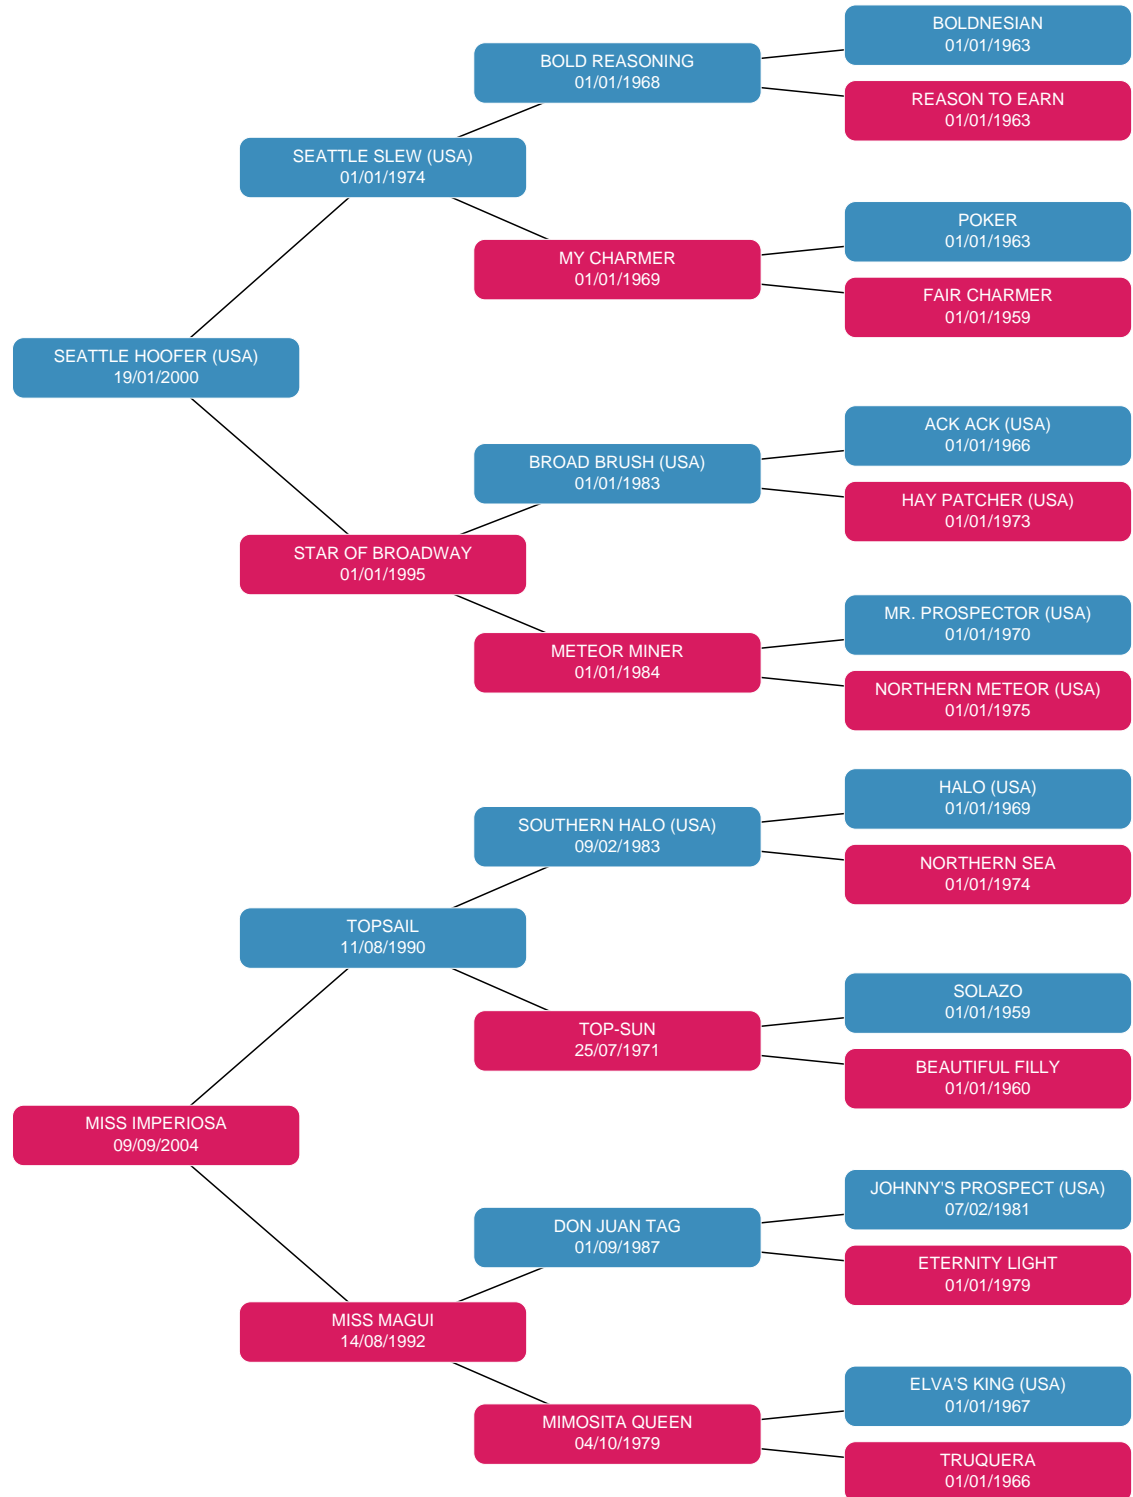 BOLDNESIAN
01/01/1963
BOLD REASONING
01/01/1968
REASON TO EARN
01/01/1963
SEATTLE SLEW (USA)
01/01/1974
POKER
01/01/1963
MY CHARMER
01/01/1969
FAIR CHARMER
01/01/1959
SEATTLE HOOFER (USA)
19/01/2000
ACK ACK (USA)
01/01/1966
BROAD BRUSH (USA)
01/01/1983
HAY PATCHER (USA)
01/01/1973
STAR OF BROADWAY
01/01/1995
MR. PROSPECTOR (USA)
01/01/1970
METEOR MINER
01/01/1984
NORTHERN METEOR (USA)
01/01/1975
HALO (USA)
01/01/1969
SOUTHERN HALO (USA)
09/02/1983
NORTHERN SEA
01/01/1974
TOPSAIL
11/08/1990
SOLAZO
01/01/1959
TOP-SUN
25/07/1971
BEAUTIFUL FILLY
01/01/1960
MISS IMPERIOSA
09/09/2004
JOHNNY'S PROSPECT (USA)
07/02/1981
DON JUAN TAG
01/09/1987
ETERNITY LIGHT
01/01/1979
MISS MAGUI
14/08/1992
ELVA'S KING (USA)
01/01/1967
MIMOSITA QUEEN
04/10/1979
TRUQUERA
01/01/1966